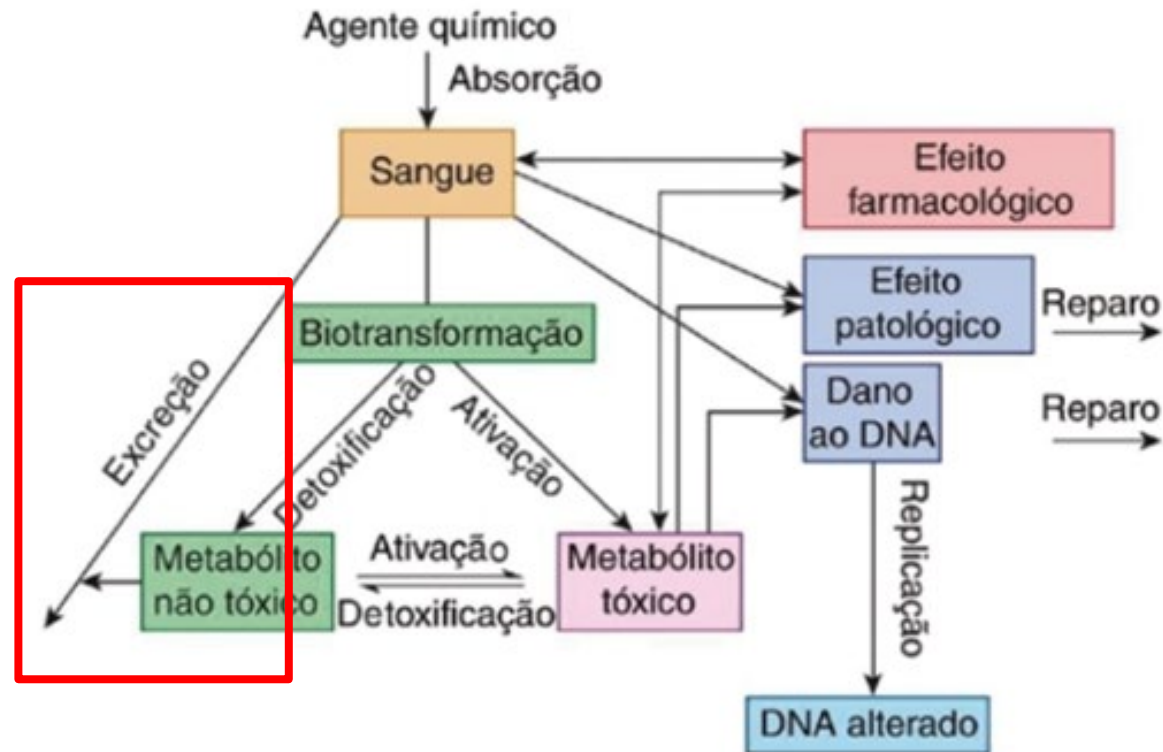 Agente químico
Absorção
Sangue
Efeito
farmacológico
Efeito
patológico
Reparo
Biotransformação
Excreção
Detoxificação
Ativação
Dano
ao DNA
Reparo
Replicação
Metabólito
não tóxico
Ativação
Detoxificação
Metabólito
tóxico
DNA alterado